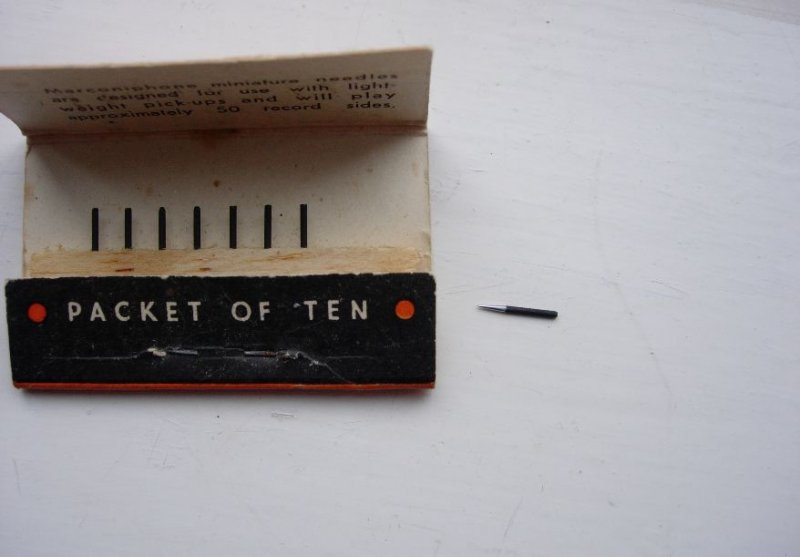 Marconiphone miniature needles
are designed for use with light-
weight pick-ups and will play
approximately 50 record sides.
PACKET OF TEN